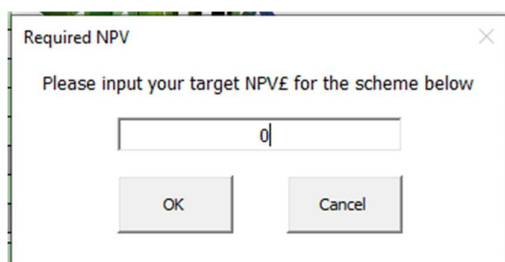 Required NPV
Please input your target NPV£ for the scheme below
0
OK Cancel